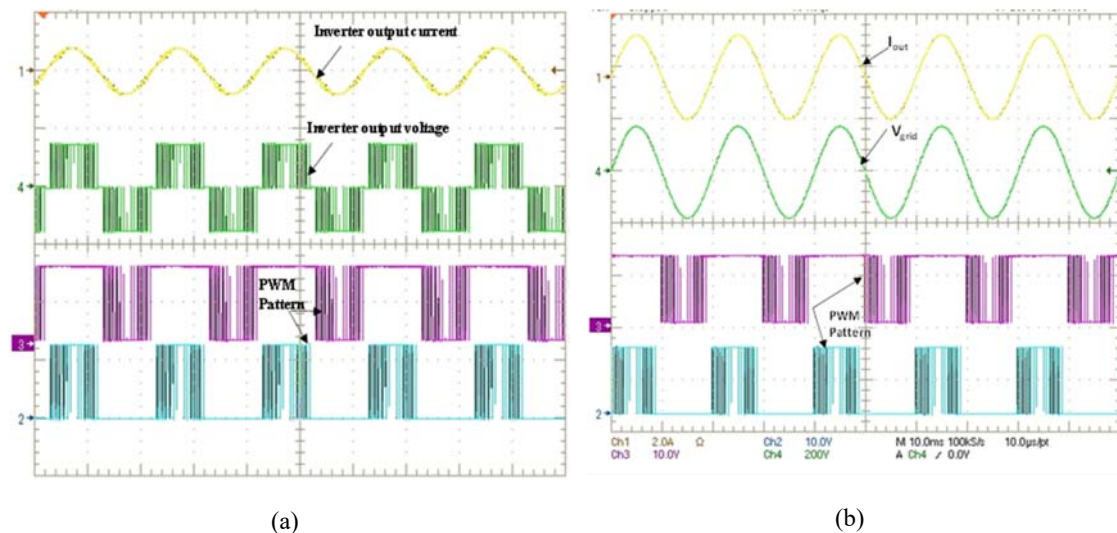 Inverter output current
1
Inverter output voltage
4
PWM
Pattern
3
2
(a)
I_out
1
V_grid
4
3
PWM
Pattern
2
Ch1 2.0A Ω Ch2 10.0V M 10.0ms 100kS/s 10.0µs/pt
Ch3 10.0V Ch4 200V A Ch4 / 0.0V
(b)